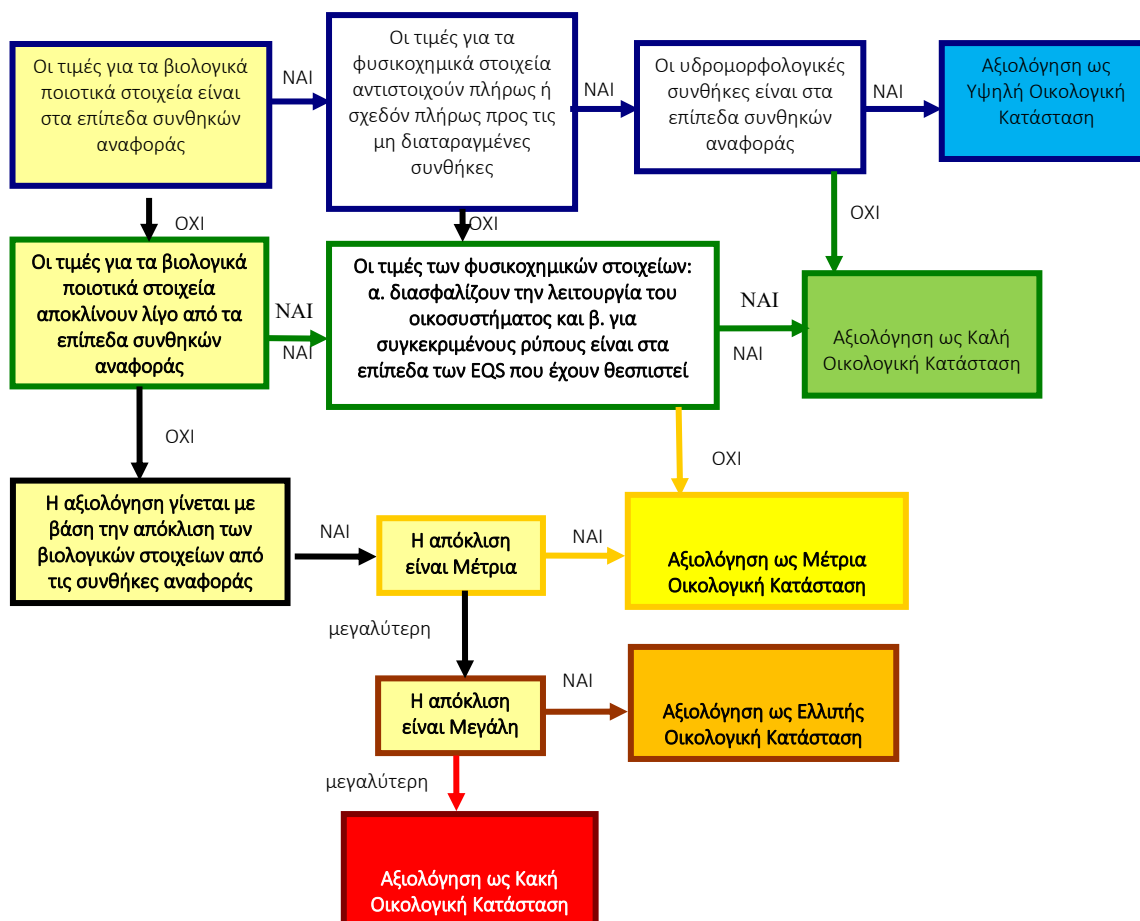 Οι τιμές για τα βιολογικά
ποιοτικά στοιχεία είναι
στα επίπεδα συνθηκών
αναφοράς
ΝΑΙ
Οι τιμές για τα
φυσικοχημικά στοιχεία
αντιστοιχούν πλήρως ή
σχεδόν πλήρως προς τις
μη διαταραγμένες
συνθήκες
ΝΑΙ
Οι υδρομορφολογικές
συνθήκες είναι στα
επίπεδα συνθηκών
αναφοράς
ΝΑΙ
Αξιολόγηση ως
Υψηλή Οικολογική
Κατάσταση
ΟΧΙ
ΟΧΙ
ΟΧΙ
Οι τιμές για τα βιολογικά
ποιοτικά στοιχεία
αποκλίνουν λίγο από τα
επίπεδα συνθηκών
αναφοράς
ΝΑΙ
ΝΑΙ
Οι τιμές των φυσικοχημικών στοιχείων:
α. διασφαλίζουν την λειτουργία του
οικοσυστήματος και β. για
συγκεκριμένους ρύπους είναι στα
επίπεδα των EQS που έχουν θεσπιστεί
ΝΑΙ
ΝΑΙ
Αξιολόγηση ως Καλή
Οικολογική Κατάσταση
ΟΧΙ
ΟΧΙ
Η αξιολόγηση γίνεται με
βάση την απόκλιση των
βιολογικών στοιχείων από
τις συνθήκες αναφοράς
ΝΑΙ
Η απόκλιση
είναι Μέτρια
ΝΑΙ
Αξιολόγηση ως Μέτρια
Οικολογική Κατάσταση
μεγαλύτερη
Η απόκλιση
είναι Μεγάλη
ΝΑΙ
Αξιολόγηση ως Ελλιπής
Οικολογική Κατάσταση
μεγαλύτερη
Αξιολόγηση ως Κακή
Οικολογική Κατάσταση